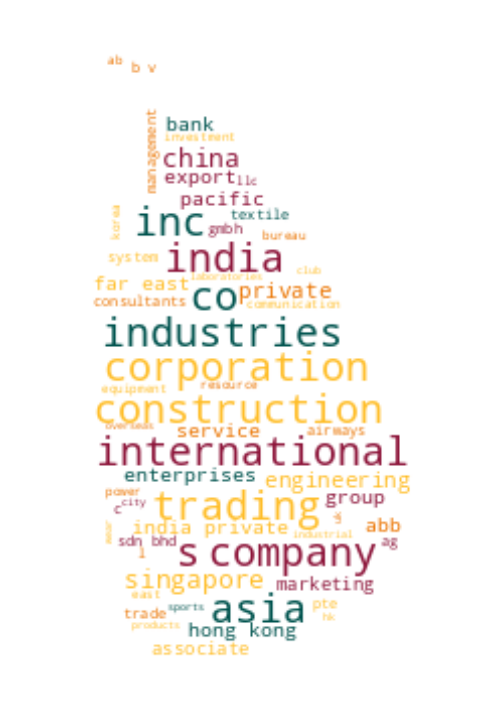 ab
b v
management
bank
investment
china
export llc
pacific
korea
inc textile
gmbh
bureau
system india
club
laboratories
far east co private
consultants communication
industries
corporation
equipment resource
construction
overseas service airways
international
enterprises engineering
power trading group
c city
india private abb
industrial
sdn bhd s company ag
l
singapore marketing
east
trade sports asia pte
hk
products hong kong
associate